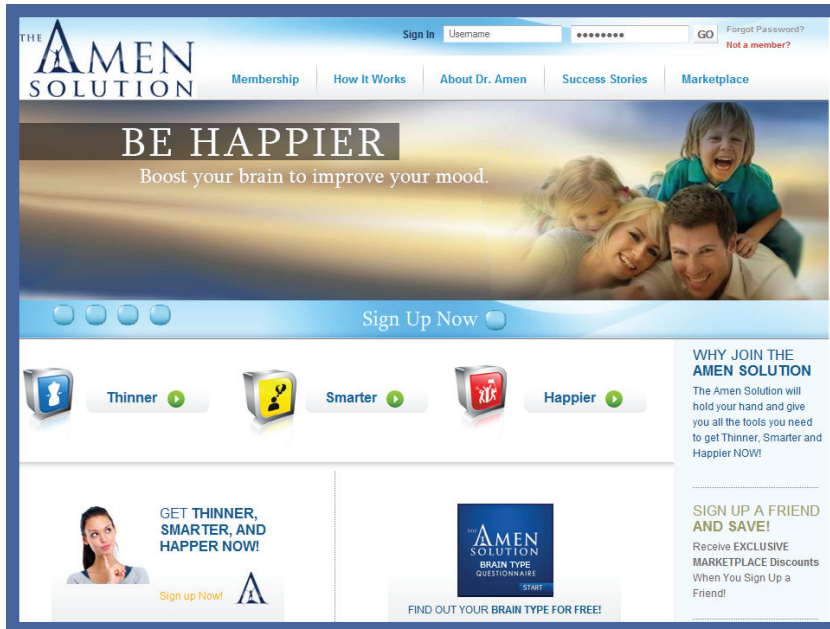 THE
AMEN
SOLUTION
Sign In Username ●●●●●●●● GO Forgot Password?
Not a member?
Membership How It Works About Dr. Amen Success Stories Marketplace
BE HAPPIER
Boost your brain to improve your mood.
Sign Up Now
Thinner
Smarter
Happier
WHY JOIN THE
AMEN SOLUTION
The Amen Solution will
hold your hand and give
you all the tools you need
to get Thinner, Smarter and
Happier NOW!
GET THINNER,
SMARTER, AND
HAPPER NOW!
Sign up Now!
THE
AMEN
SOLUTION
BRAIN TYPE
QUESTIONNAIRE
START
FIND OUT YOUR BRAIN TYPE FOR FREE!
SIGN UP A FRIEND
AND SAVE!
Receive EXCLUSIVE
MARKETPLACE Discounts
When You Sign Up a
Friend!